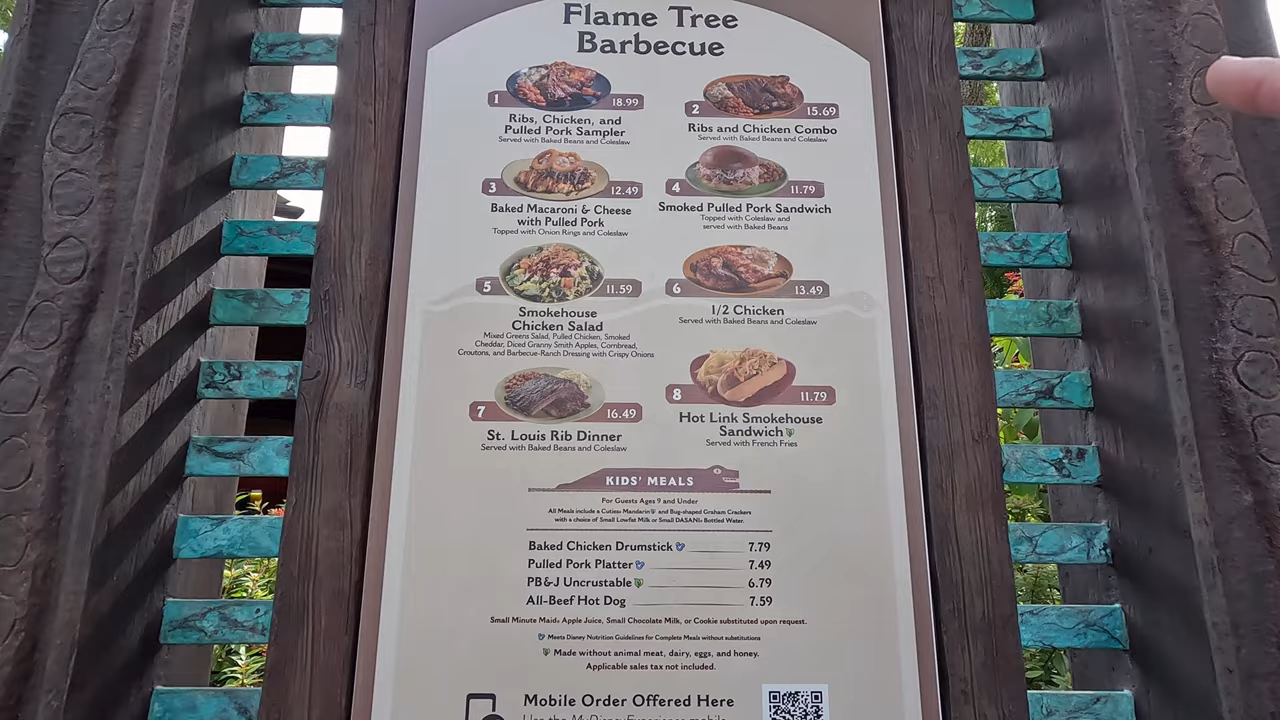 Flame Tree
Barbecue
1 18.99
Ribs, Chicken, and
Pulled Pork Sampler
Served with Baked Beans and Coleslaw
2 15.69
Ribs and Chicken Combo
Served with Baked Beans and Coleslaw
3 12.49
Baked Macaroni & Cheese
with Pulled Pork
Topped with Onion Rings and Coleslaw
4 11.79
Smoked Pulled Pork Sandwich
Topped with Coleslaw and
served with Baked Beans
5 11.59
Smokehouse
Chicken Salad
Mixed Greens Salad, Pulled Chicken, Smoked
Cheddar, Diced Granny Smith Apples, Cornbread,
Croutons, and Barbecue-Ranch Dressing with Crispy Onions
6 13.49
1/2 Chicken
Served with Baked Beans and Coleslaw
7 16.49
St. Louis Rib Dinner
Served with Baked Beans and Coleslaw
8 11.79
Hot Link Smokehouse
Sandwich
Served with French Fries
KIDS' MEALS
For Guests Ages 9 and Under
All Meals include a Cuties® Mandarin and Bug-shaped Graham Crackers
with a choice of Small Lowfat Milk or Small DASANI® Bottled Water.
Baked Chicken Drumstick 7.79
Pulled Pork Platter 7.49
PB&J Uncrustable 6.79
All-Beef Hot Dog 7.59
Small Minute Maid® Apple Juice, Small Chocolate Milk, or Cookie substituted upon request.
Meets Disney Nutrition Guidelines for Complete Meals without substitutions
Made without animal meat, dairy, eggs, and honey.
Applicable sales tax not included.
Mobile Order Offered Here
Use the MyDisneyExperience mobile